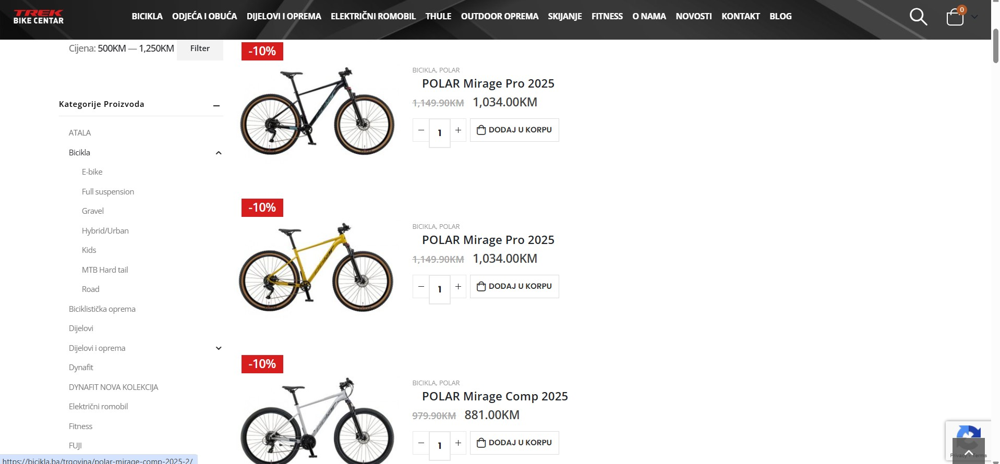 TREK
BIKE CENTAR
BICIKLA ODJEĆA I OBUĆA DIJELOVI I OPREMA ELEKTRIČNI ROMOBIL THULE OUTDOOR OPREMA SKIJANJE FITNESS O NAMA NOVOSTI KONTAKT BLOG
0
Cijena: 500KM — 1,250KM Filter
Kategorije Proizvoda
ATALA
Bicikla
E-bike
Full suspension
Gravel
Hybrid/Urban
Kids
MTB Hard tail
Road
Biciklistička oprema
Dijelovi
Dijelovi i oprema
Dynafit
DYNAFIT NOVA KOLEKCIJA
Električni romobil
Fitness
FUJI
-10%
BICIKLA, POLAR
POLAR Mirage Pro 2025
1,149.90KM 1,034.00KM
− 1 + DODAJ U KORPU
-10%
BICIKLA, POLAR
POLAR Mirage Pro 2025
1,149.90KM 1,034.00KM
− 1 + DODAJ U KORPU
-10%
BICIKLA, POLAR
POLAR Mirage Comp 2025
979.90KM 881.00KM
− 1 + DODAJ U KORPU
Privacy - Terms
https://bicikla.ba/trgovina/polar-mirage-comp-2025-2/